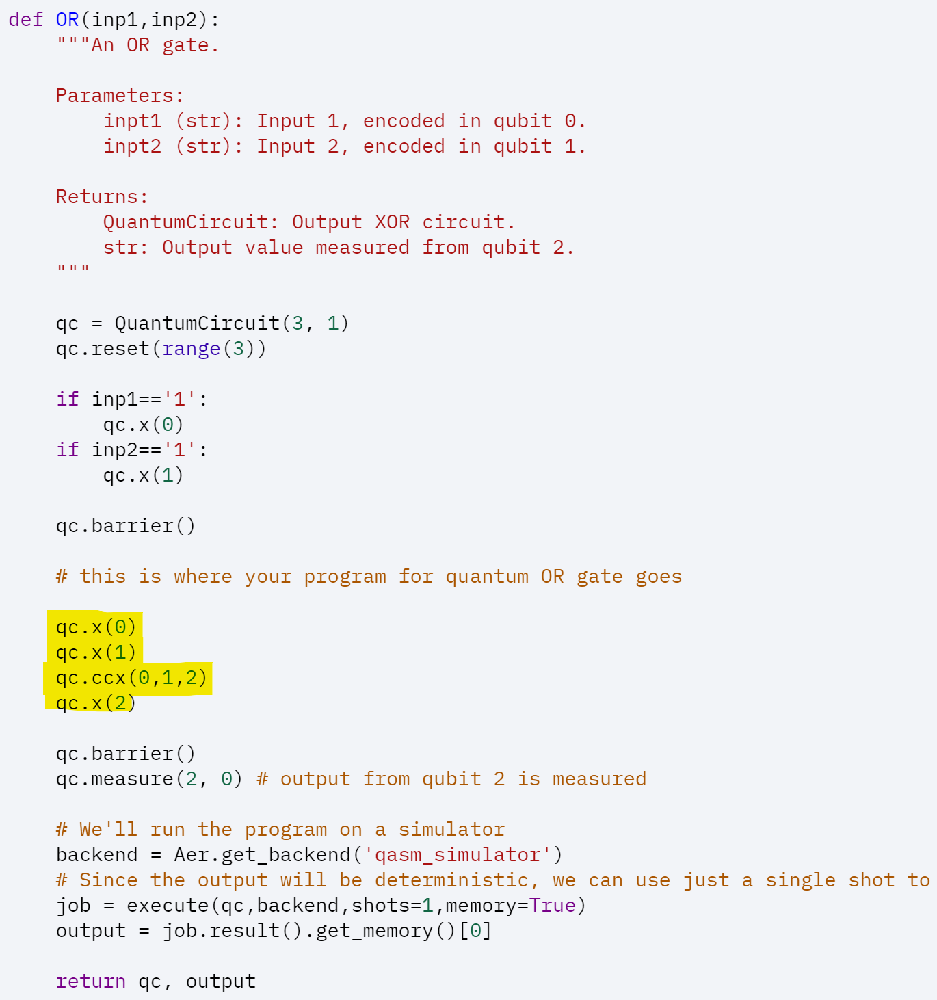 def OR(inp1,inp2):
"""An OR gate.
Parameters:
inpt1 (str): Input 1, encoded in qubit 0.
inpt2 (str): Input 2, encoded in qubit 1.
Returns:
QuantumCircuit: Output XOR circuit.
str: Output value measured from qubit 2.
"""
qc = QuantumCircuit(3, 1)
qc.reset(range(3))
if inp1=='1':
qc.x(0)
if inp2=='1':
qc.x(1)
qc.barrier()
# this is where your program for quantum OR gate goes
qc.x(0)
qc.x(1)
qc.ccx(0,1,2)
qc.x(2)
qc.barrier()
qc.measure(2, 0) # output from qubit 2 is measured
# We'll run the program on a simulator
backend = Aer.get_backend('qasm_simulator')
# Since the output will be deterministic, we can use just a single shot to
job = execute(qc,backend,shots=1,memory=True)
output = job.result().get_memory()[0]
return qc, output